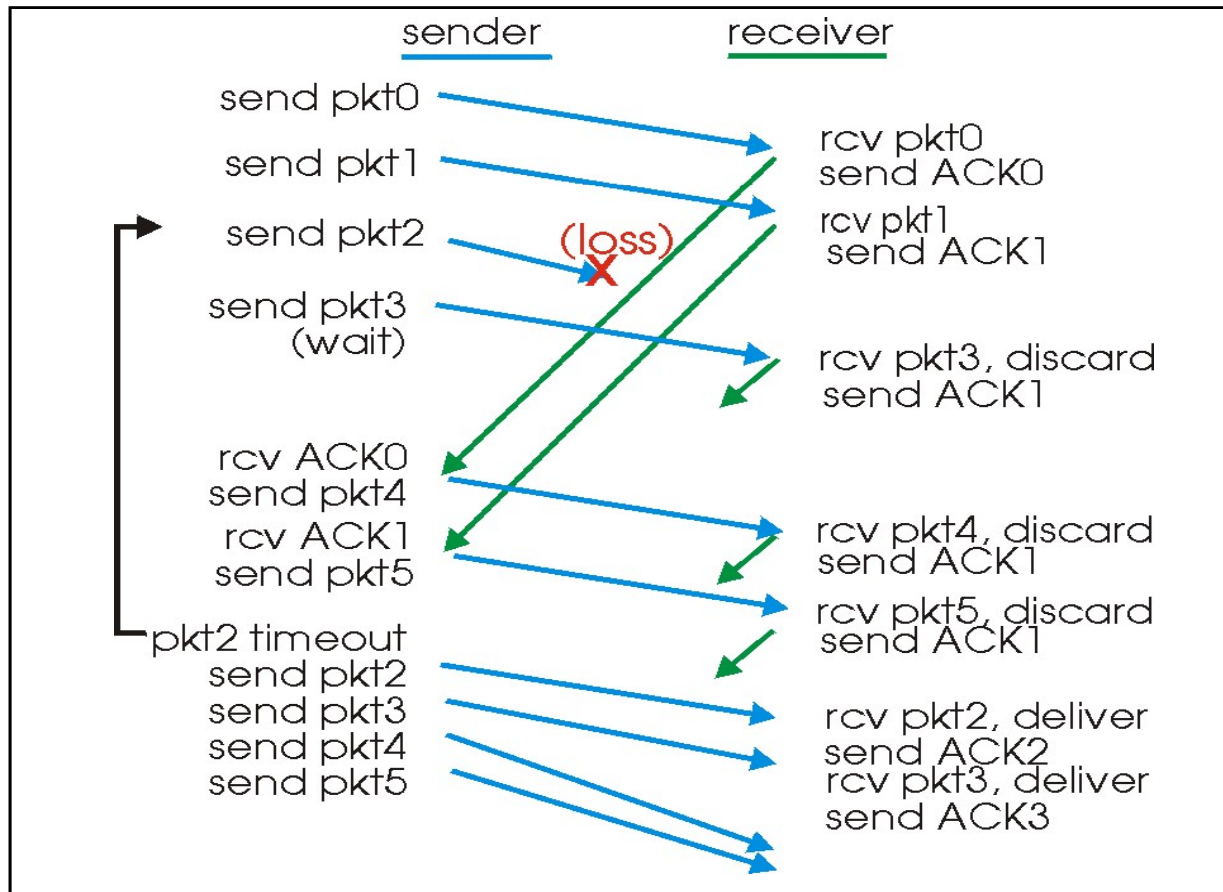 sender
receiver
send pkt0
send pkt1
send pkt2
(loss)
X
send pkt3
(wait)
rcv ACK0
send pkt4
rcv ACK1
send pkt5
pkt2 timeout
send pkt2
send pkt3
send pkt4
send pkt5
rcv pkt0
send ACK0
rcv pkt1
send ACK1
rcv pkt3, discard
send ACK1
rcv pkt4, discard
send ACK1
rcv pkt5, discard
send ACK1
rcv pkt2, deliver
send ACK2
rcv pkt3, deliver
send ACK3